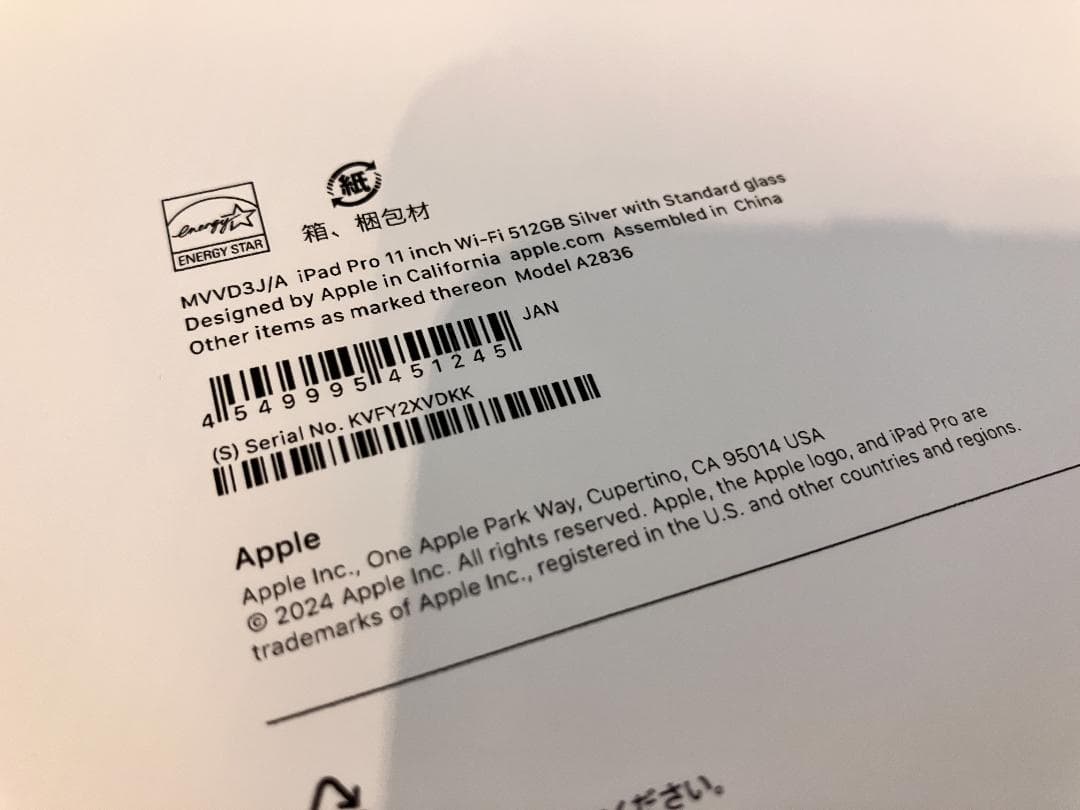 energy
ENERGY STAR
紙
箱、梱包材
MVVD3J/A iPad Pro 11 inch Wi-Fi 512GB Silver with Standard glass
Designed by Apple in California apple.com Assembled in China
Other items as marked thereon Model A2836
JAN
4 549995 451245
(S) Serial No. KVFY2XVDKK
Apple
Apple Inc., One Apple Park Way, Cupertino, CA 95014 USA
© 2024 Apple Inc. All rights reserved. Apple, the Apple logo, and iPad Pro are
trademarks of Apple Inc., registered in the U.S. and other countries and regions.
ください。